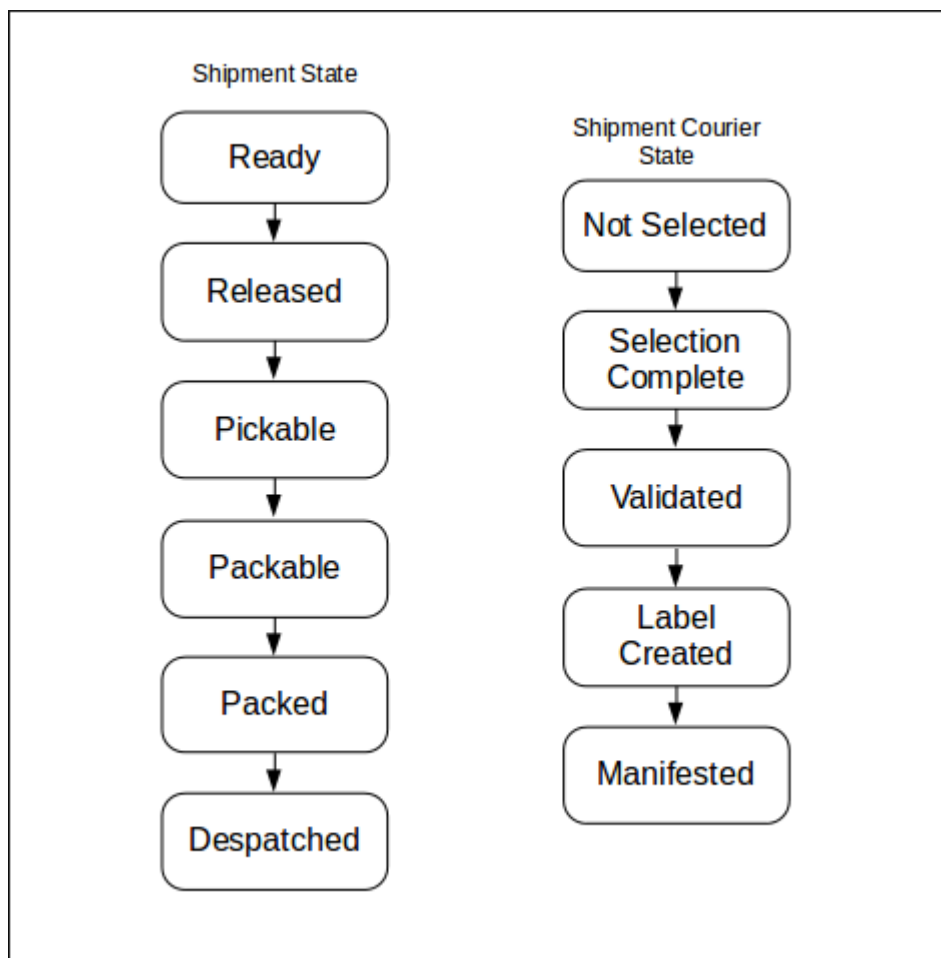 Shipment State
Ready
Released
Pickable
Packable
Packed
Despatched
Shipment Courier
State
Not Selected
Selection
Complete
Validated
Label
Created
Manifested